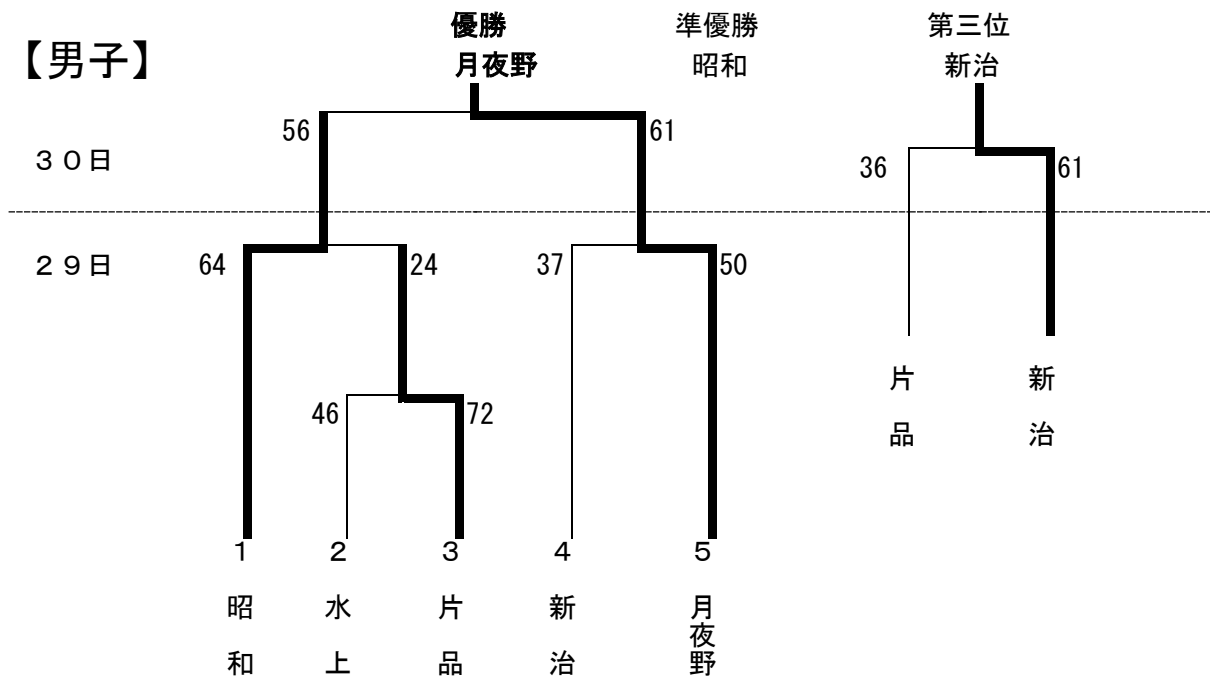 【男子】
優勝 準優勝 第三位
月夜野 昭和 新治
56 61
３０日 36 61
２９日 64 24 37 50
片品 新治
46 72
1 2 3 4 5
昭和 水上 片品 新治 月夜野